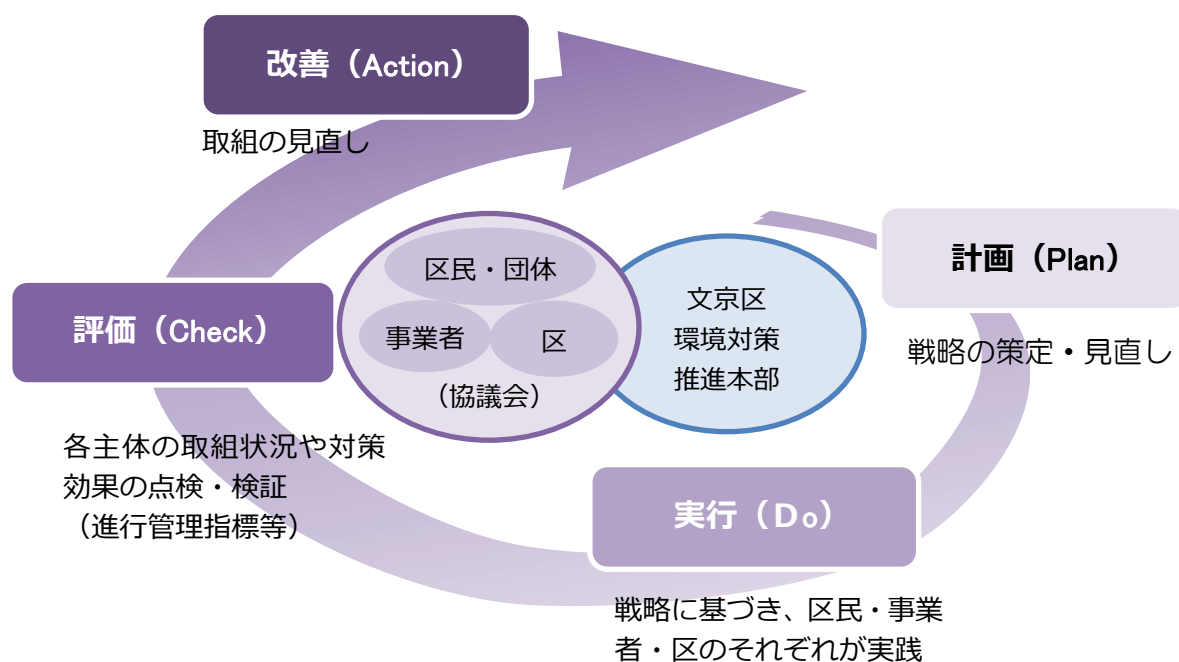 改善（Action）
取組の見直し
計画（Plan）
戦略の策定・見直し
区民・団体
事業者
区
（協議会）
文京区
環境対策
推進本部
評価（Check）
各主体の取組状況や対策
効果の点検・検証
（進行管理指標等）
実行（Ｄo）
戦略に基づき、区民・事業
者・区のそれぞれが実践